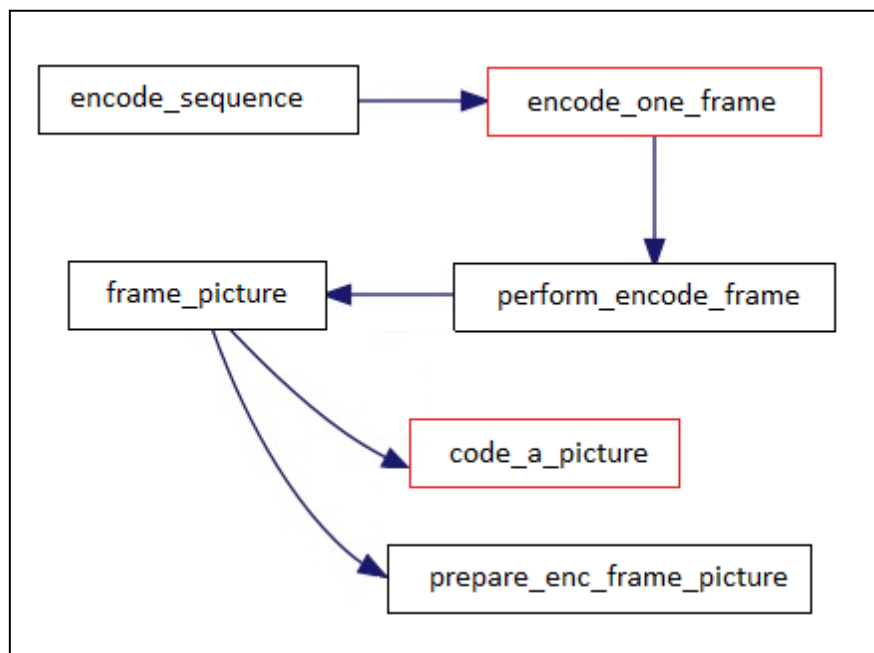 encode_sequence
encode_one_frame
frame_picture
perform_encode_frame
code_a_picture
prepare_enc_frame_picture